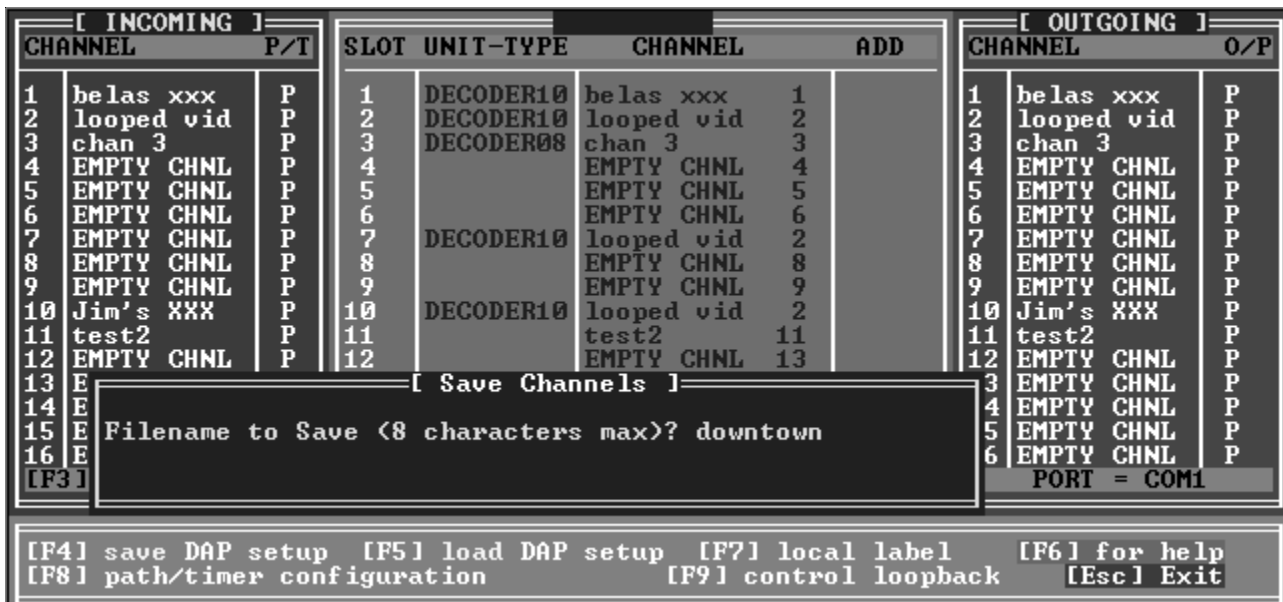 [ INCOMING ] [ OUTGOING ]
CHANNEL P/T SLOT UNIT-TYPE CHANNEL ADD CHANNEL O/P
1 belas xxx P 1 DECODER10 belas xxx 1 1 belas xxx P
2 looped vid P 2 DECODER10 looped vid 2 2 looped vid P
3 chan 3 P 3 DECODER08 chan 3 3 3 chan 3 P
4 EMPTY CHNL P 4 EMPTY CHNL 4 4 EMPTY CHNL P
5 EMPTY CHNL P 5 EMPTY CHNL 5 5 EMPTY CHNL P
6 EMPTY CHNL P 6 EMPTY CHNL 6 6 EMPTY CHNL P
7 EMPTY CHNL P 7 DECODER10 looped vid 2 7 EMPTY CHNL P
8 EMPTY CHNL P 8 EMPTY CHNL 8 8 EMPTY CHNL P
9 EMPTY CHNL P 9 EMPTY CHNL 9 9 EMPTY CHNL P
10 Jim's XXX P 10 DECODER10 looped vid 2 10 Jim's XXX P
11 test2 P 11 test2 11 11 test2 P
12 EMPTY CHNL P 12 EMPTY CHNL 13 12 EMPTY CHNL P
13 E [ Save Channels ] 3 EMPTY CHNL P
14 E 4 EMPTY CHNL P
15 E Filename to Save (8 characters max)? downtown 5 EMPTY CHNL P
16 E 6 EMPTY CHNL P
[F3] PORT = COM1
[F4] save DAP setup [F5] load DAP setup [F7] local label [F6] for help
[F8] path/timer configuration [F9] control loopback [Esc] Exit